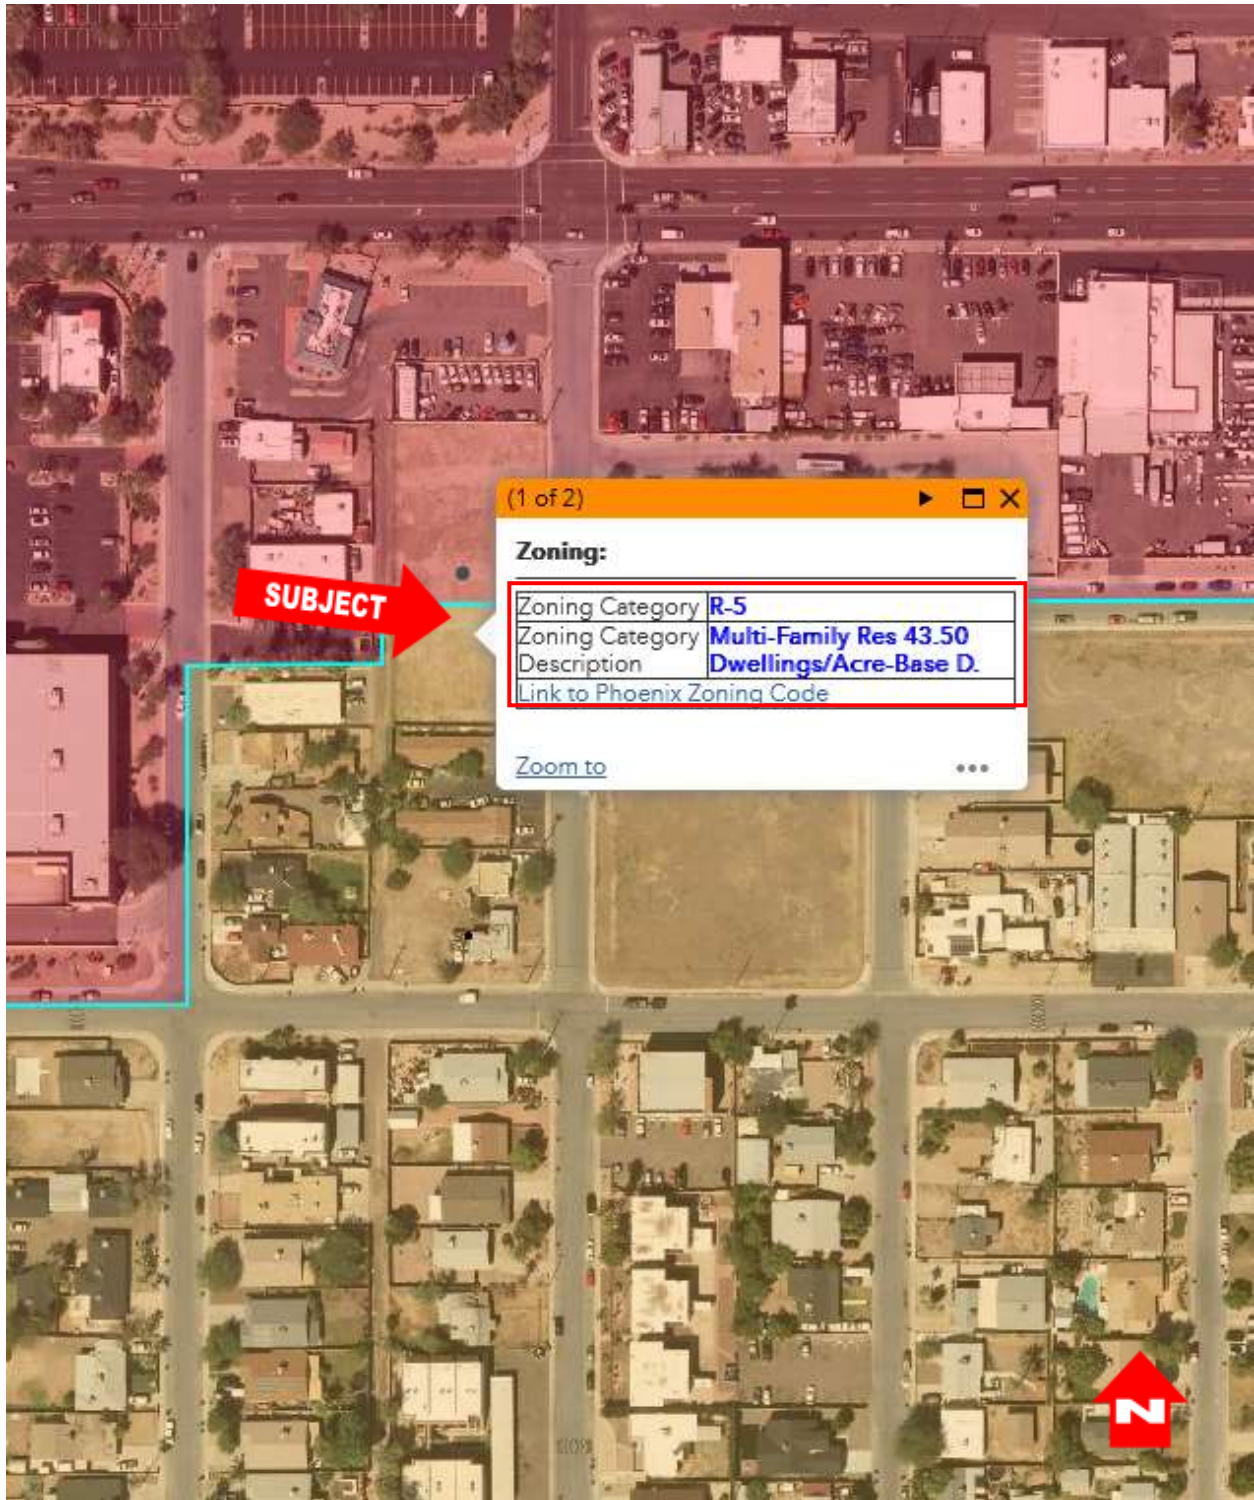 (1 of 2)
Zoning:
SUBJECT
Zoning Category R-5
Zoning Category Multi-Family Res 43.50
Description Dwellings/Acre-Base D.
Link to Phoenix Zoning Code
Zoom to
N